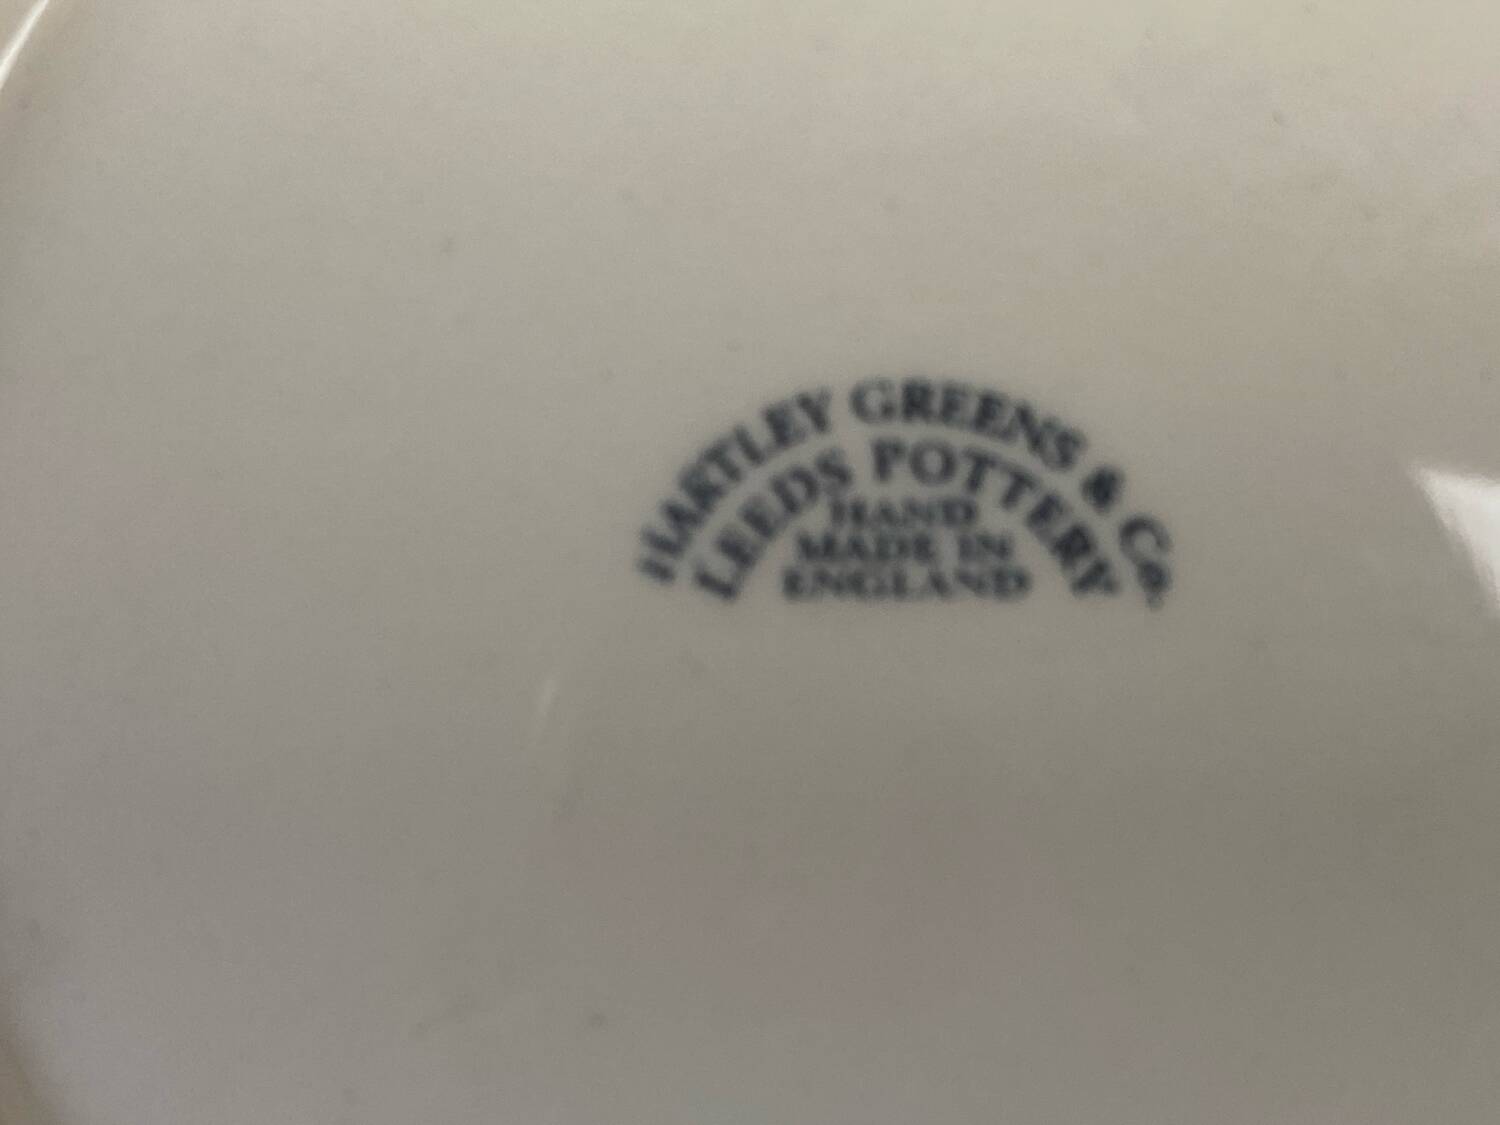 HARTLEY GREENS & Co.
LEEDS POTTERY
HAND
MADE IN
ENGLAND